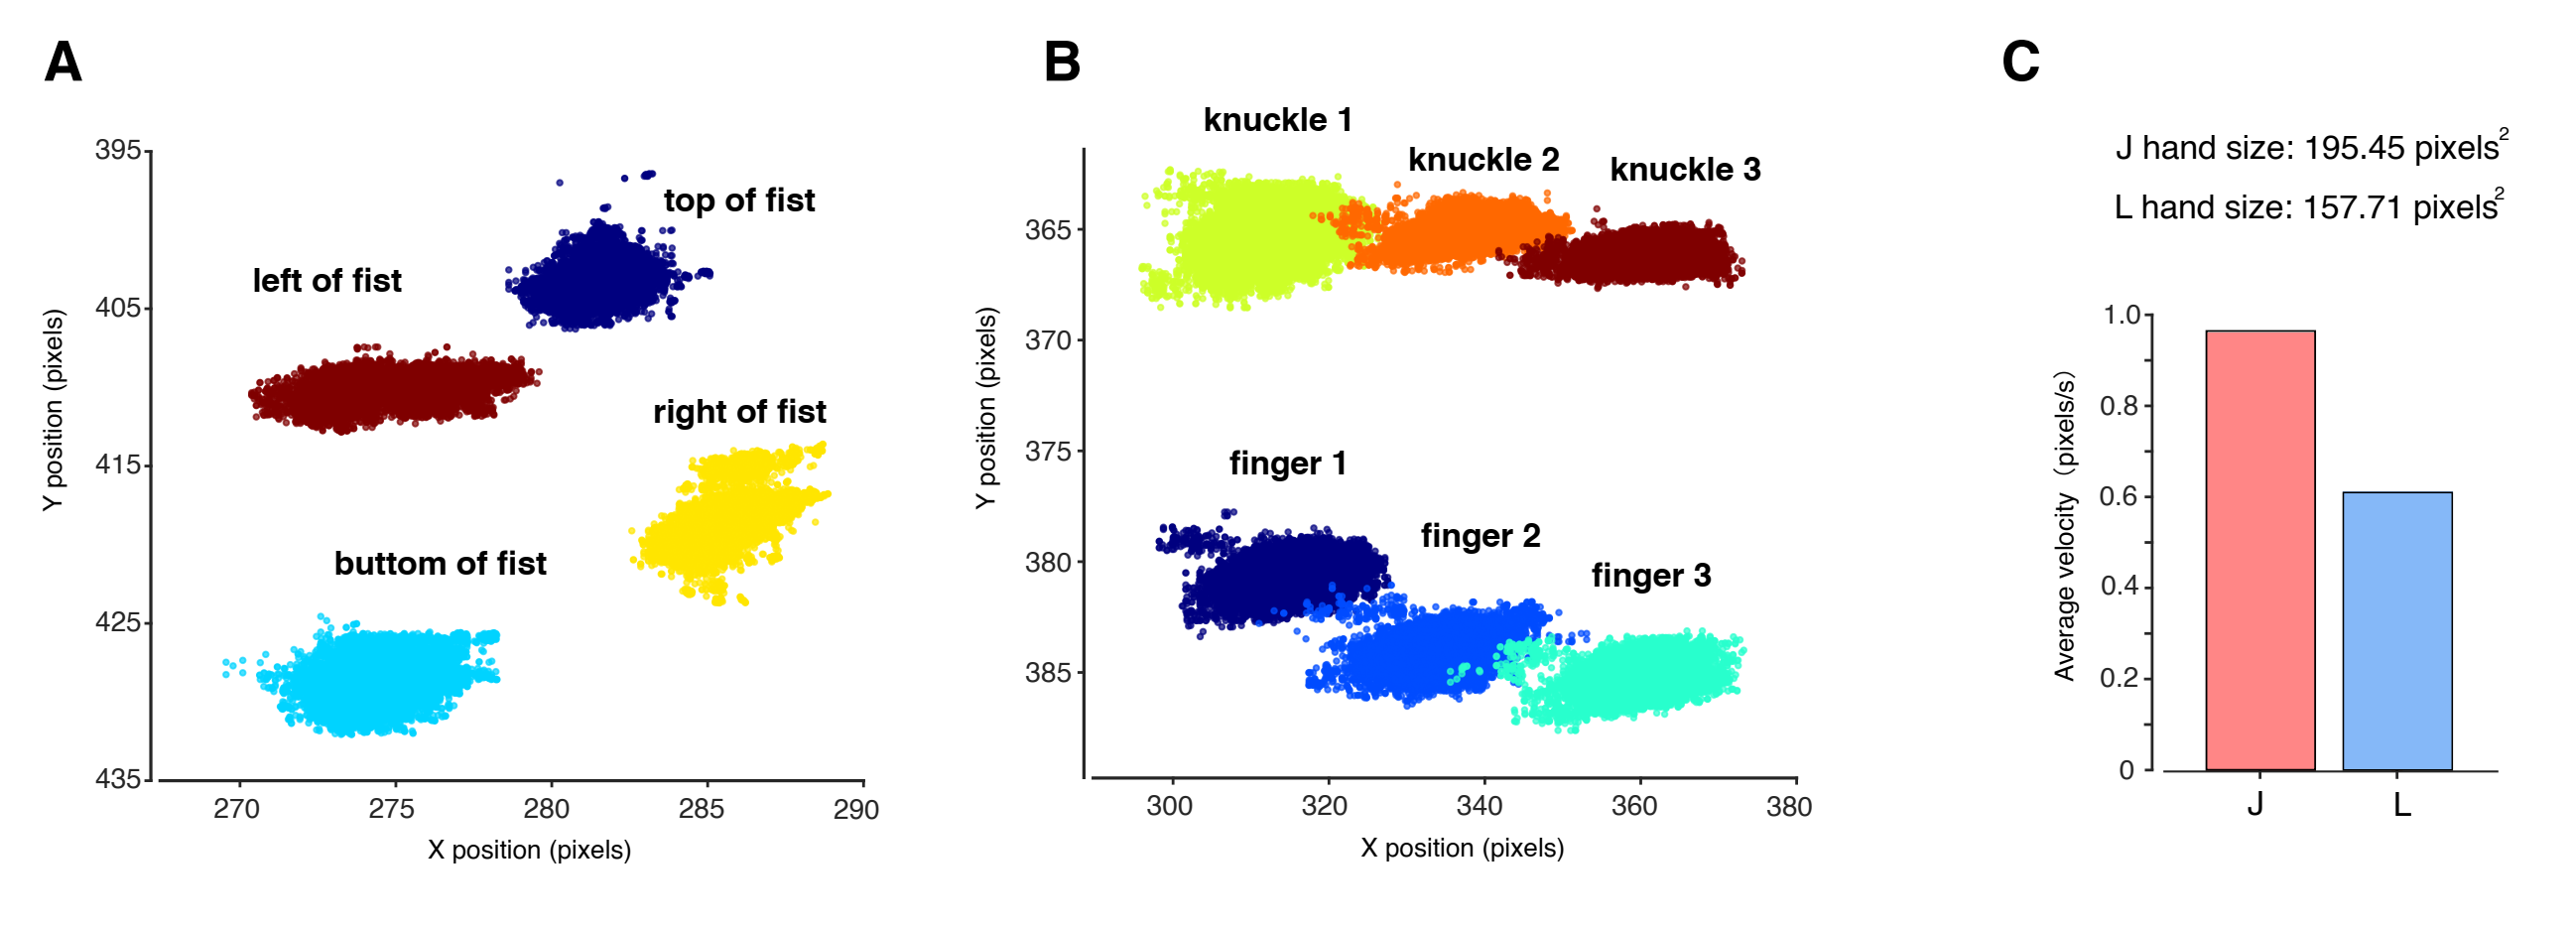 A
395
405
415
425
435
Y position (pixels)
top of fist
left of fist
right of fist
buttom of fist
270
275
280
285
290
X position (pixels)
B
knuckle 1
knuckle 2
knuckle 3
365
370
375
380
385
Y position (pixels)
finger 1
finger 2
finger 3
300
320
340
360
380
X position (pixels)
C
J hand size: 195.45 pixels²
L hand size: 157.71 pixels²
1.0
0.8
0.6
0.4
0.2
0
Average velocity（pixels/s）
J
L